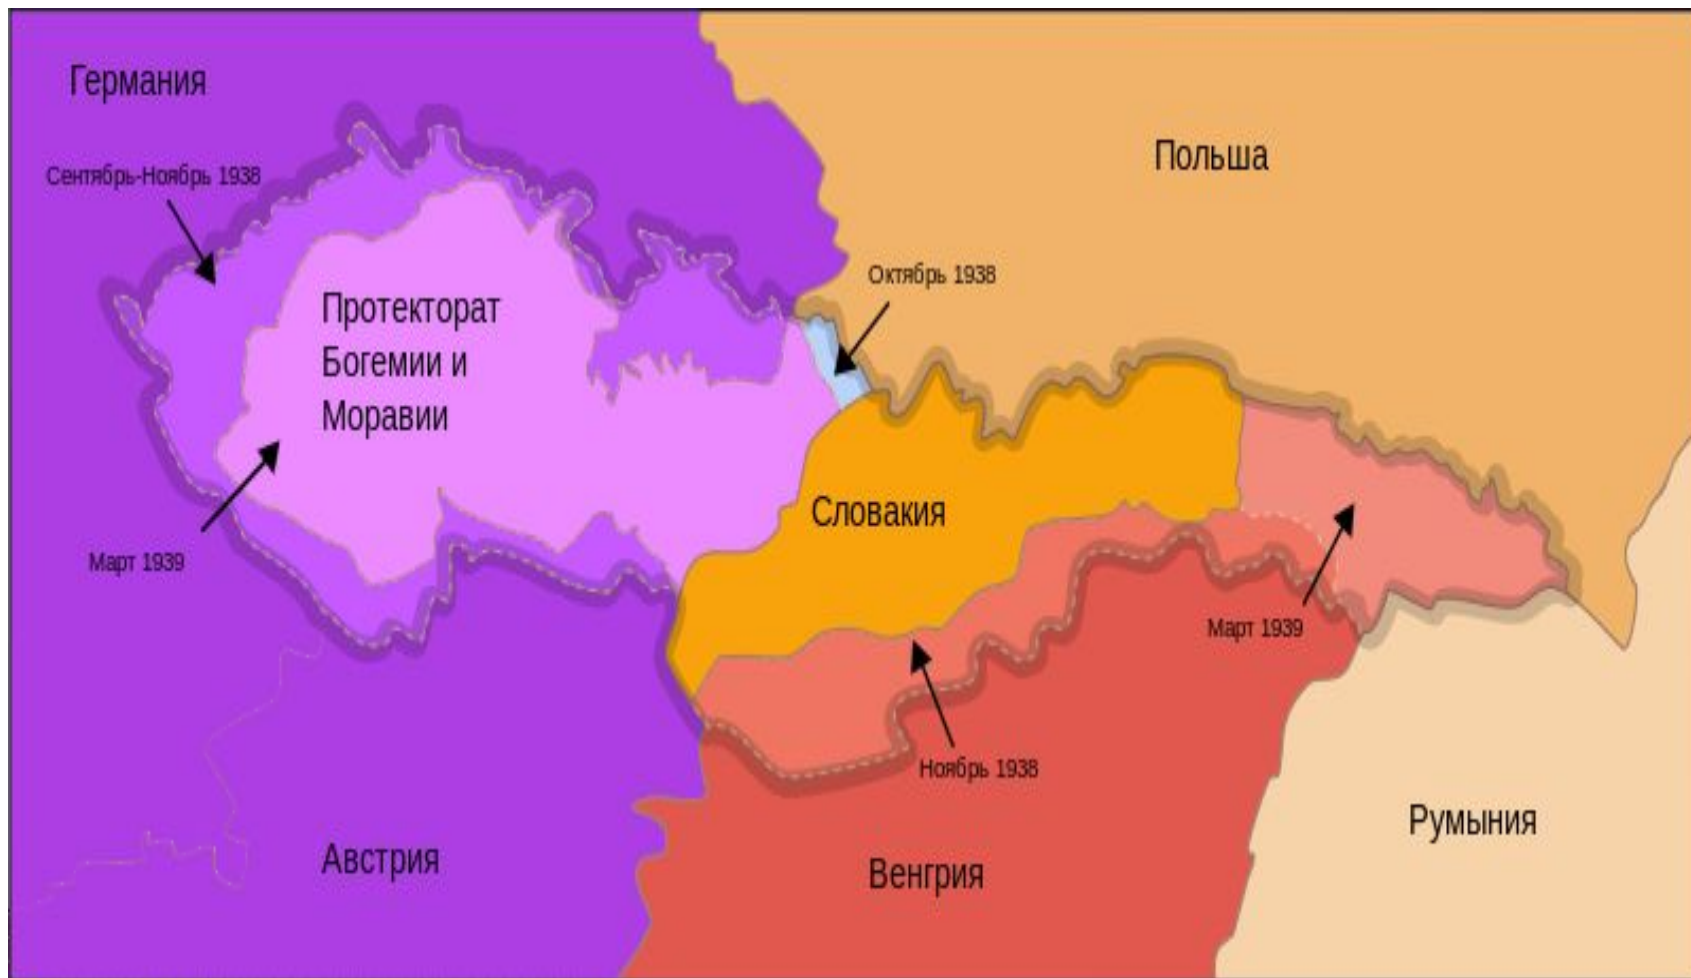 Германия
Польша
Сентябрь-Ноябрь 1938
Октябрь 1938
Протекторат
Богемии и
Моравии
Словакия
Март 1939
Март 1939
Ноябрь 1938
Румыния
Австрия
Венгрия